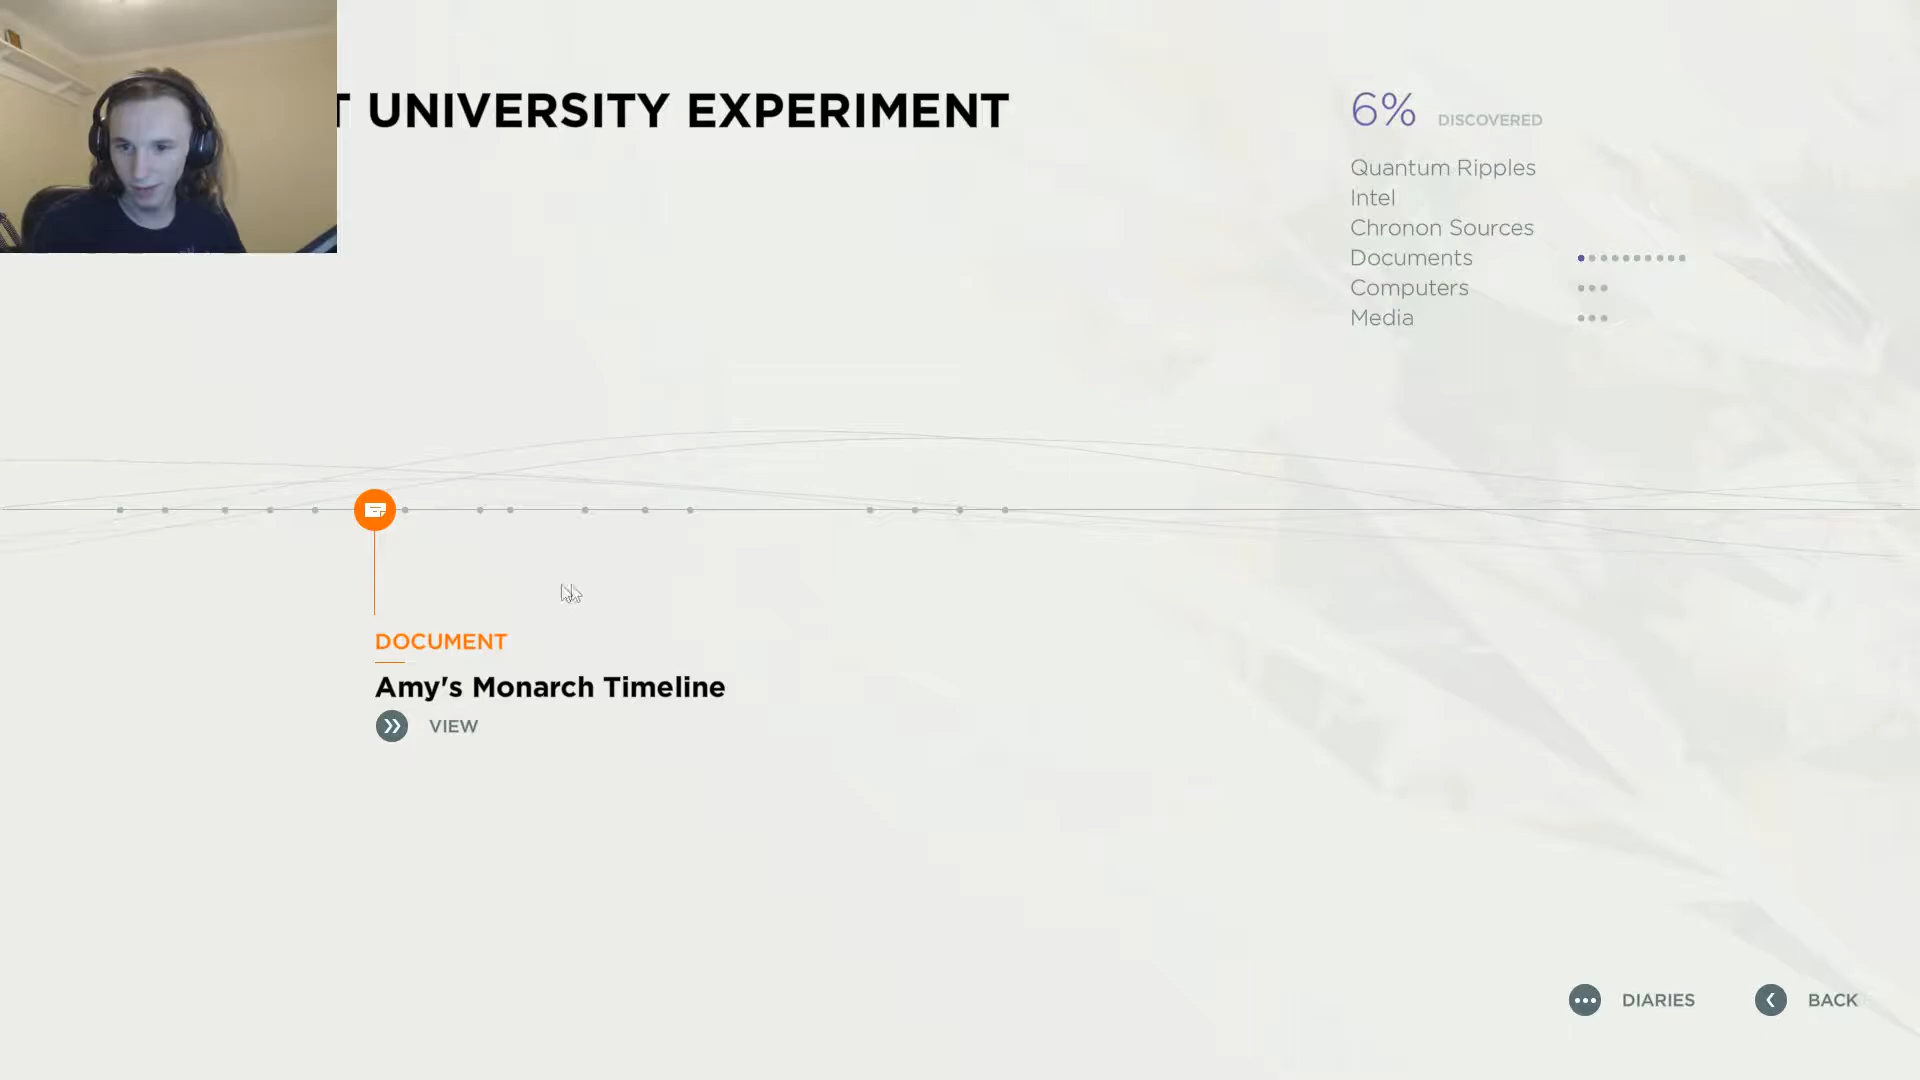 UNIVERSITY EXPERIMENT
6% DISCOVERED
Quantum Ripples
Intel
Chronon Sources
Documents
Computers
Media
DOCUMENT
Amy's Monarch Timeline
VIEW
DIARIES
BACK